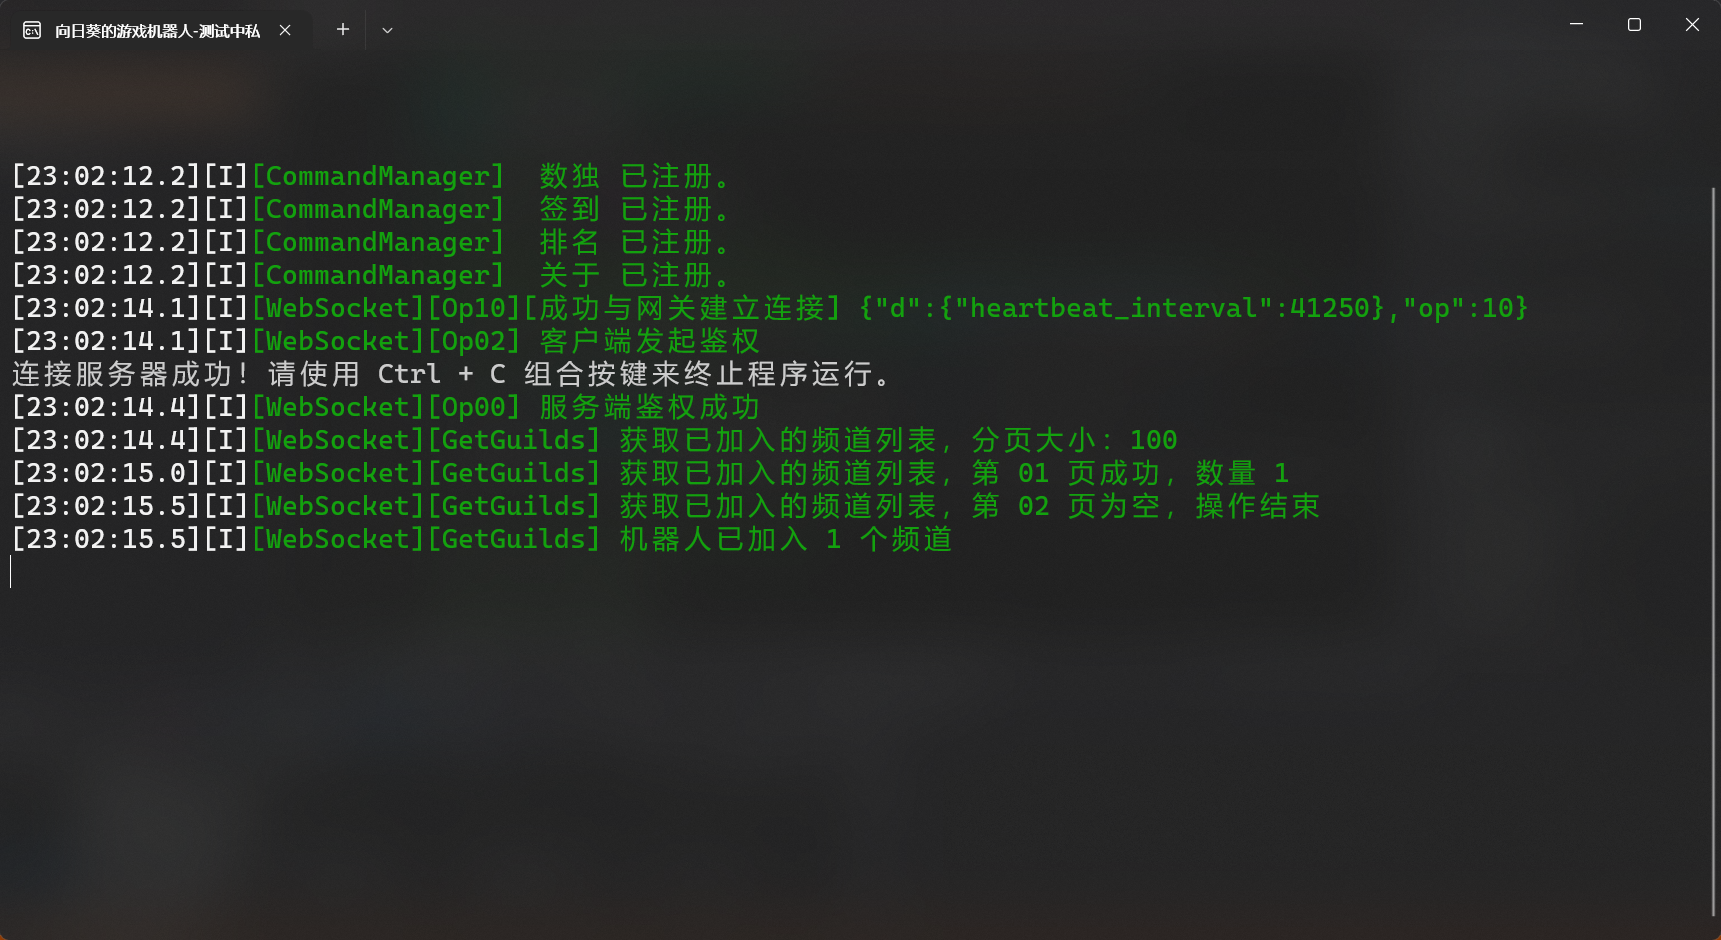 向日葵的游戏机器人-测试中私
[23:02:12.2][I][CommandManager]  数独 已注册。
[23:02:12.2][I][CommandManager]  签到 已注册。
[23:02:12.2][I][CommandManager]  排名 已注册。
[23:02:12.2][I][CommandManager]  关于 已注册。
[23:02:14.1][I][WebSocket][Op10][成功与网关建立连接] {"d":{"heartbeat_interval":41250},"op":10}
[23:02:14.1][I][WebSocket][Op02] 客户端发起鉴权
连接服务器成功！请使用 Ctrl + C 组合按键来终止程序运行。
[23:02:14.4][I][WebSocket][Op00] 服务端鉴权成功
[23:02:14.4][I][WebSocket][GetGuilds] 获取已加入的频道列表，分页大小：100
[23:02:15.0][I][WebSocket][GetGuilds] 获取已加入的频道列表，第 01 页成功，数量 1
[23:02:15.5][I][WebSocket][GetGuilds] 获取已加入的频道列表，第 02 页为空，操作结束
[23:02:15.5][I][WebSocket][GetGuilds] 机器人已加入 1 个频道